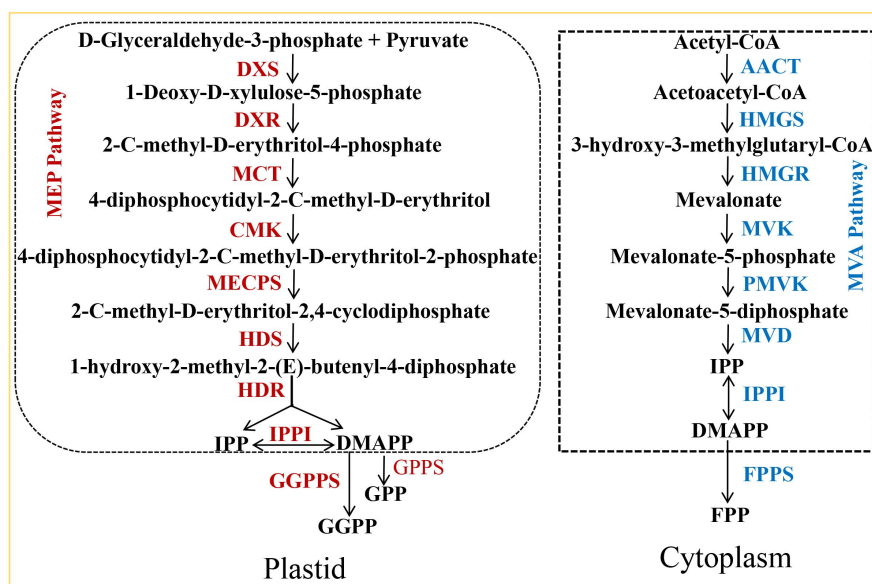 D-Glyceraldehyde-3-phosphate + Pyruvate
DXS
1-Deoxy-D-xylulose-5-phosphate
DXR
2-C-methyl-D-erythritol-4-phosphate
MCT
4-diphosphocytidyl-2-C-methyl-D-erythritol
CMK
4-diphosphocytidyl-2-C-methyl-D-erythritol-2-phosphate
MECPS
2-C-methyl-D-erythritol-2,4-cyclodiphosphate
HDS
1-hydroxy-2-methyl-2-(E)-butenyl-4-diphosphate
HDR
IPP IPPI DMAPP
GGPPS GPPS
GPP
GGPP
MEP Pathway
Plastid
Acetyl-CoA
AACT
Acetoacetyl-CoA
HMGS
3-hydroxy-3-methylglutaryl-CoA
HMGR
Mevalonate
MVK
Mevalonate-5-phosphate
PMVK
Mevalonate-5-diphosphate
MVD
IPP
IPPI
DMAPP
FPPS
FPP
MVA Pathway
Cytoplasm